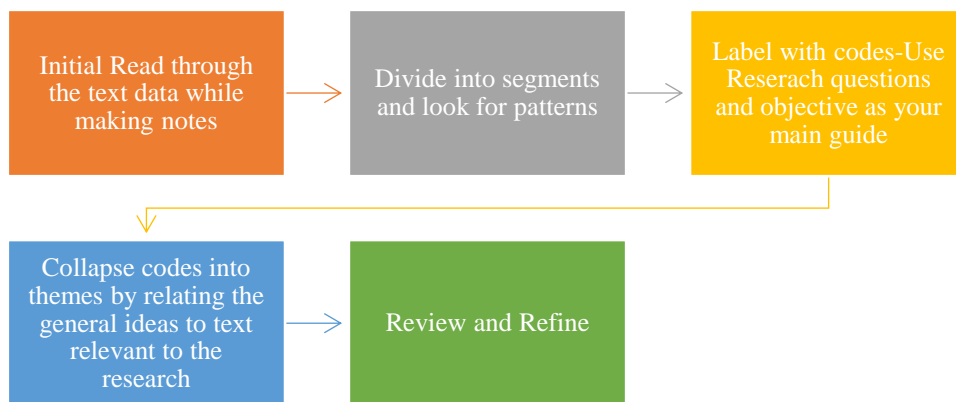 Initial Read through
the text data while
making notes
Divide into segments
and look for patterns
Label with codes-Use
Reserach questions
and objective as your
main guide
Collapse codes into
themes by relating the
general ideas to text
relevant to the
research
Review and Refine